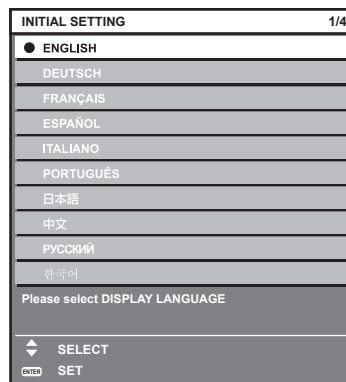 INITIAL SETTING 1/4
ENGLISH
DEUTSCH
FRANÇAIS
ESPAÑOL
ITALIANO
PORTUGUÊS
日本語
中文
РУССКИЙ
한국어
Please select DISPLAY LANGUAGE
SELECT
ENTER SET